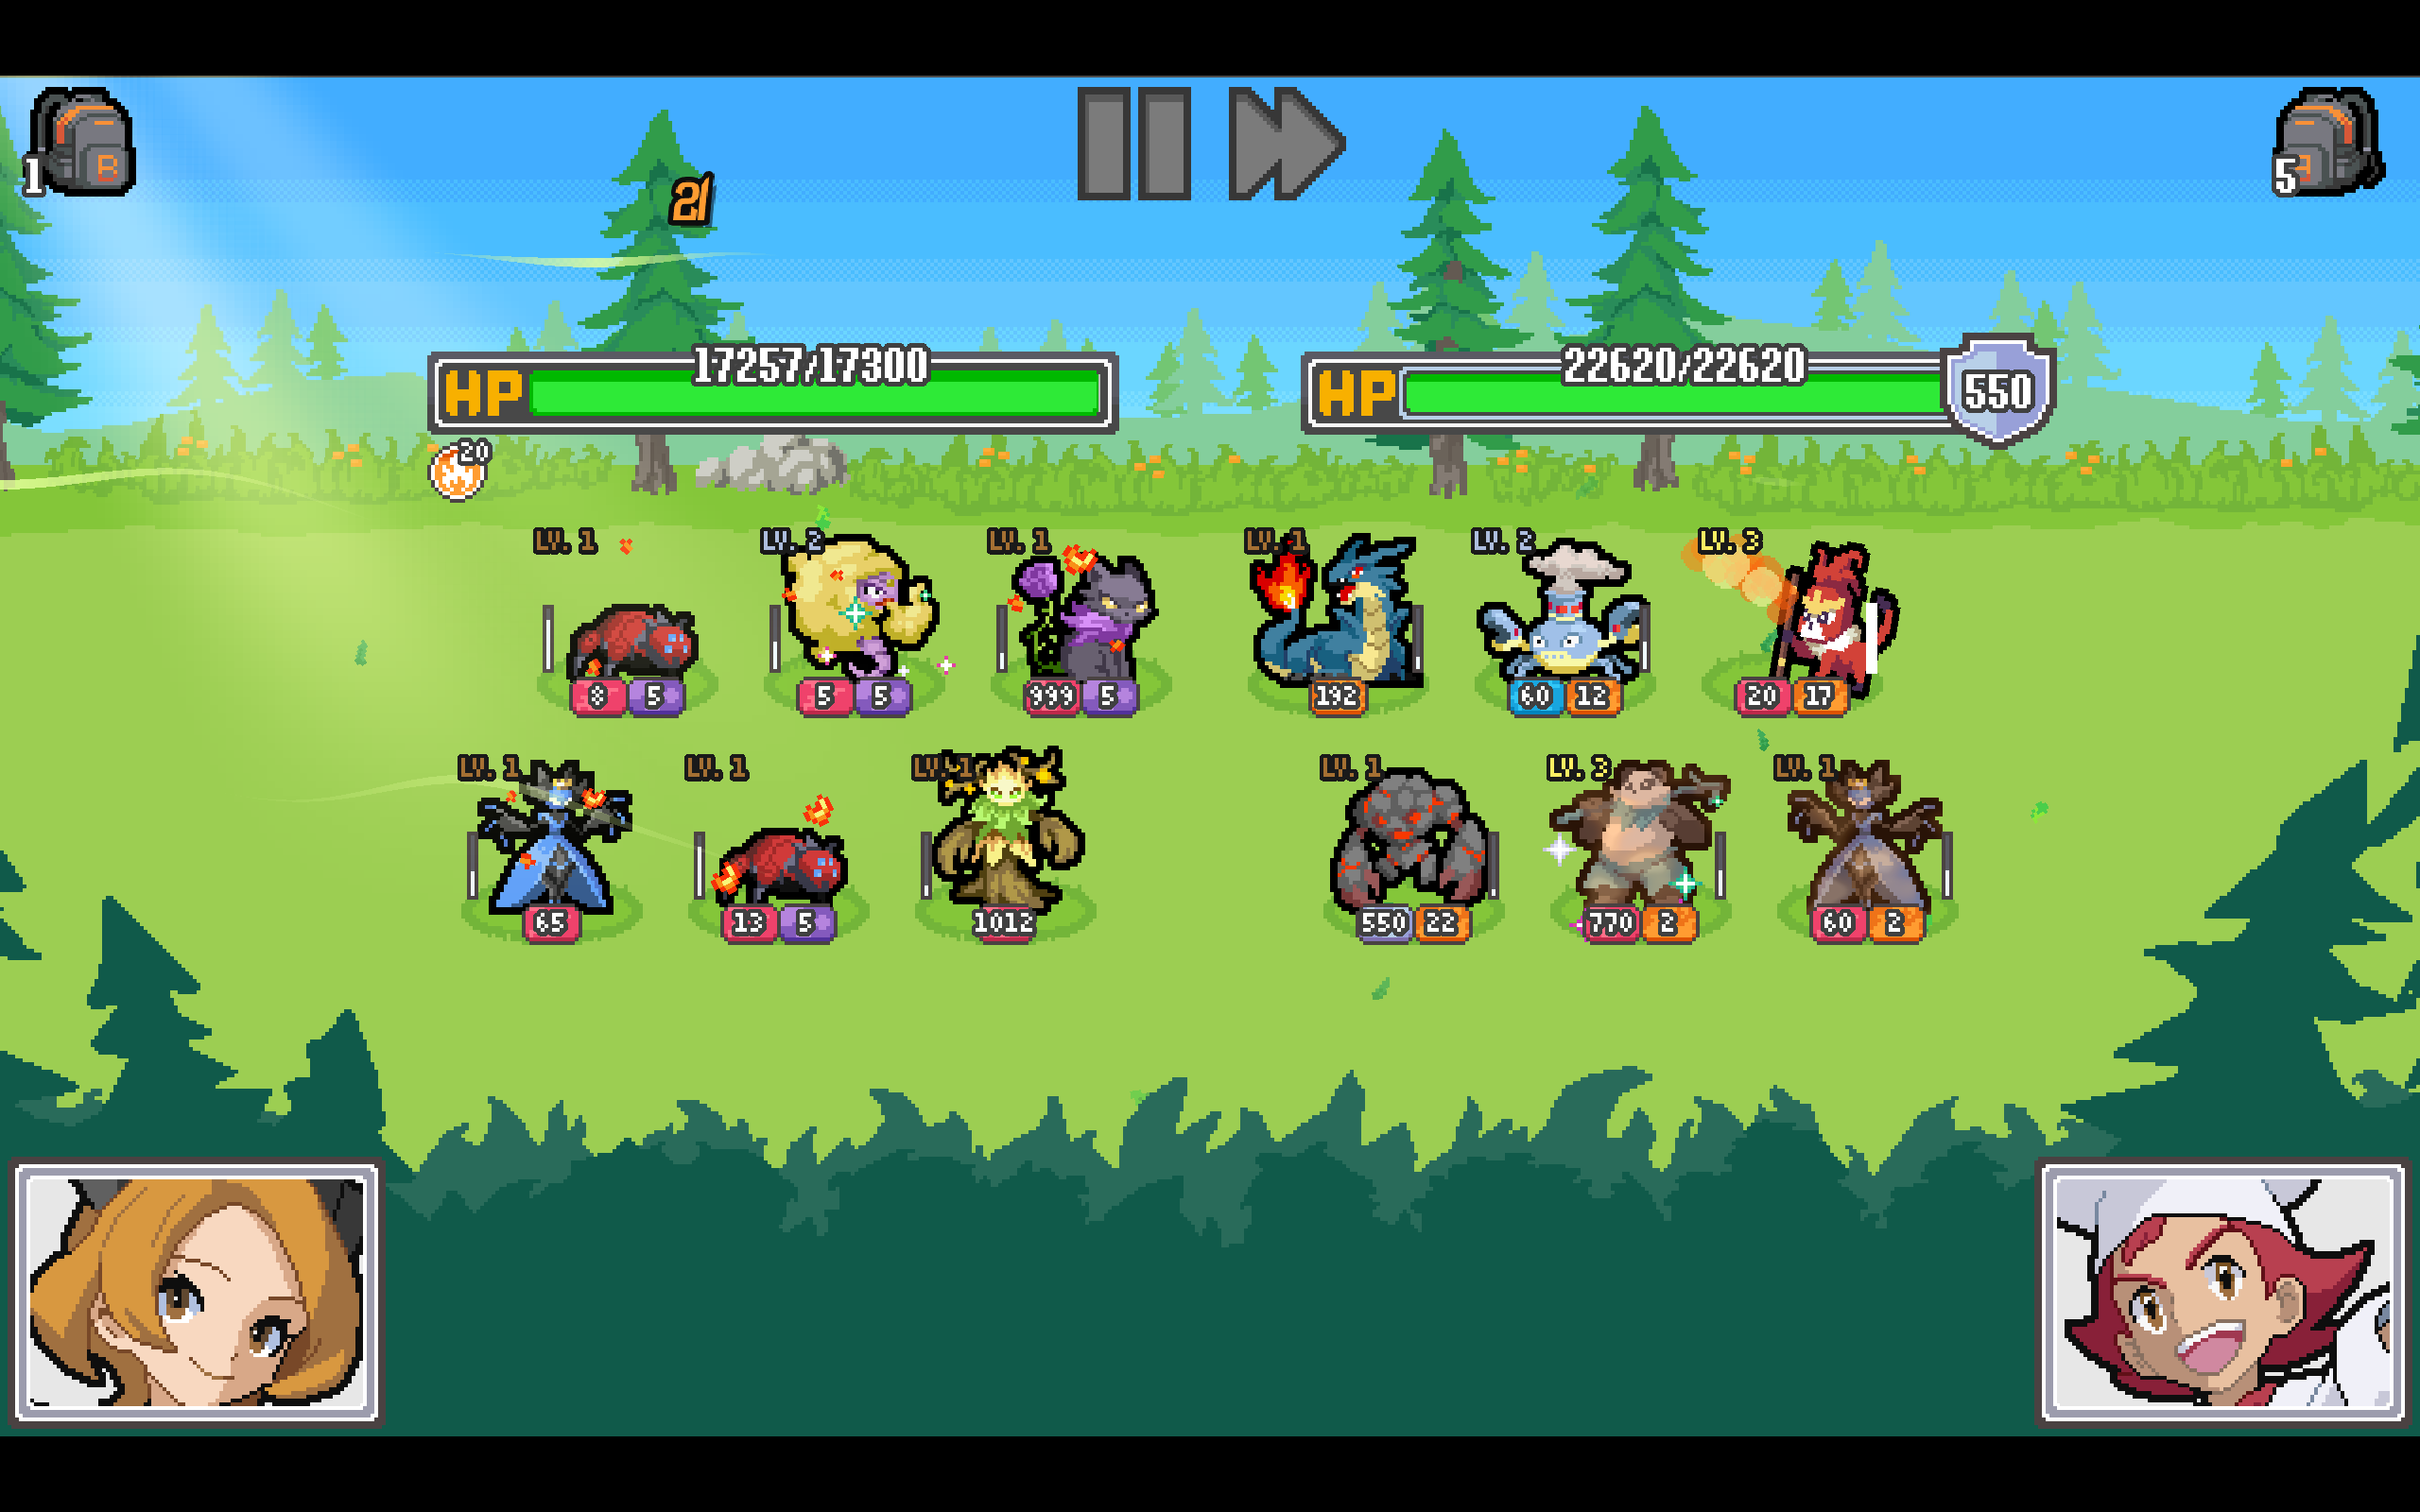 1 B
5
21
HP 17257/17300
HP 22620/22620 550
20
LV. 1 LV. 2 LV. 1 LV. 1 LV. 2 LV. 3
8 5 5 5 999 5 192 60 12 20 17
LV. 1 LV. 1 LV. 1 LV. 1 LV. 3 LV. 1
65 13 5 1012 550 22 770 2 60 2